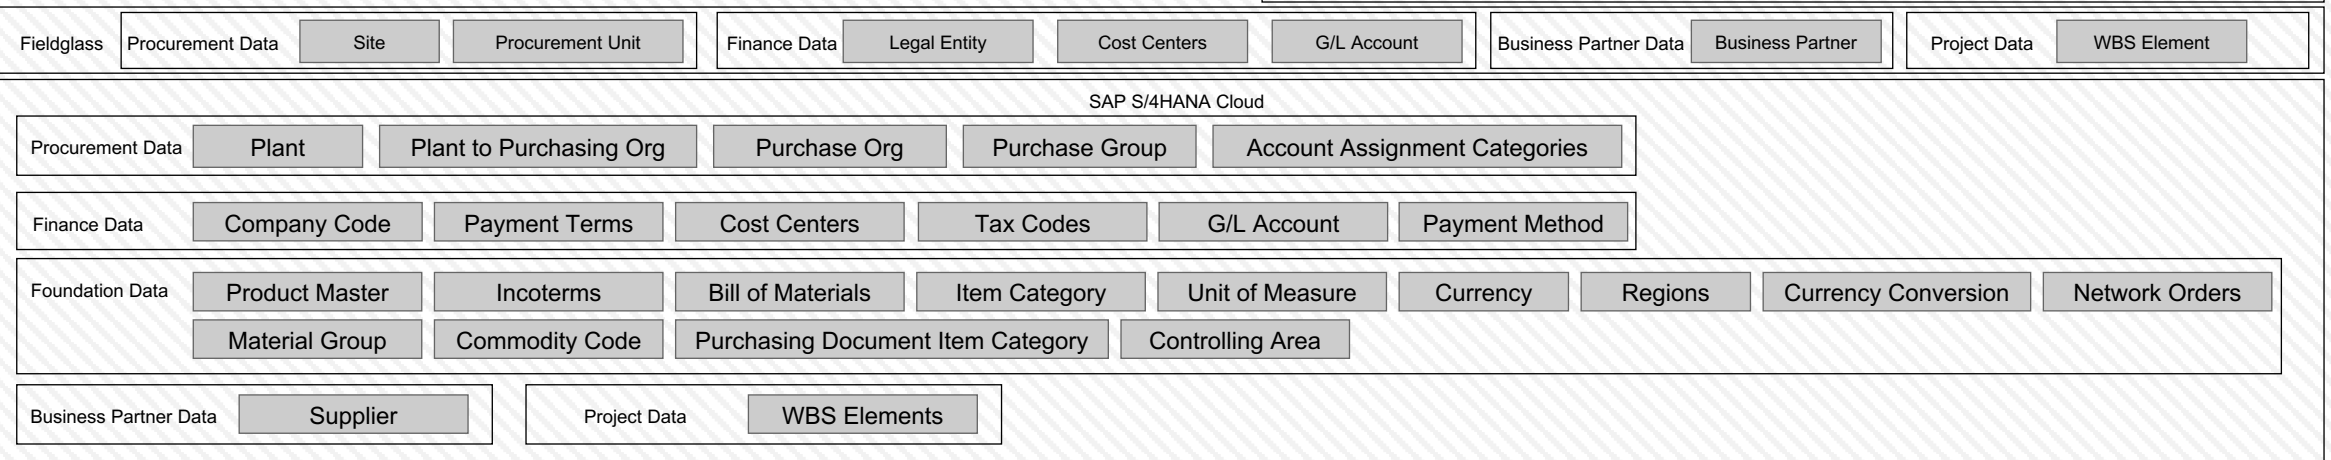 Fieldglass Procurement Data Site Procurement Unit Finance Data Legal Entity Cost Centers G/L Account Business Partner Data Business Partner Project Data WBS Element
SAP S/4HANA Cloud
Procurement Data Plant Plant to Purchasing Org Purchase Org Purchase Group Account Assignment Categories
Finance Data Company Code Payment Terms Cost Centers Tax Codes G/L Account Payment Method
Foundation Data Product Master Incoterms Bill of Materials Item Category Unit of Measure Currency Regions Currency Conversion Network Orders
Material Group Commodity Code Purchasing Document Item Category Controlling Area
Business Partner Data Supplier Project Data WBS Elements